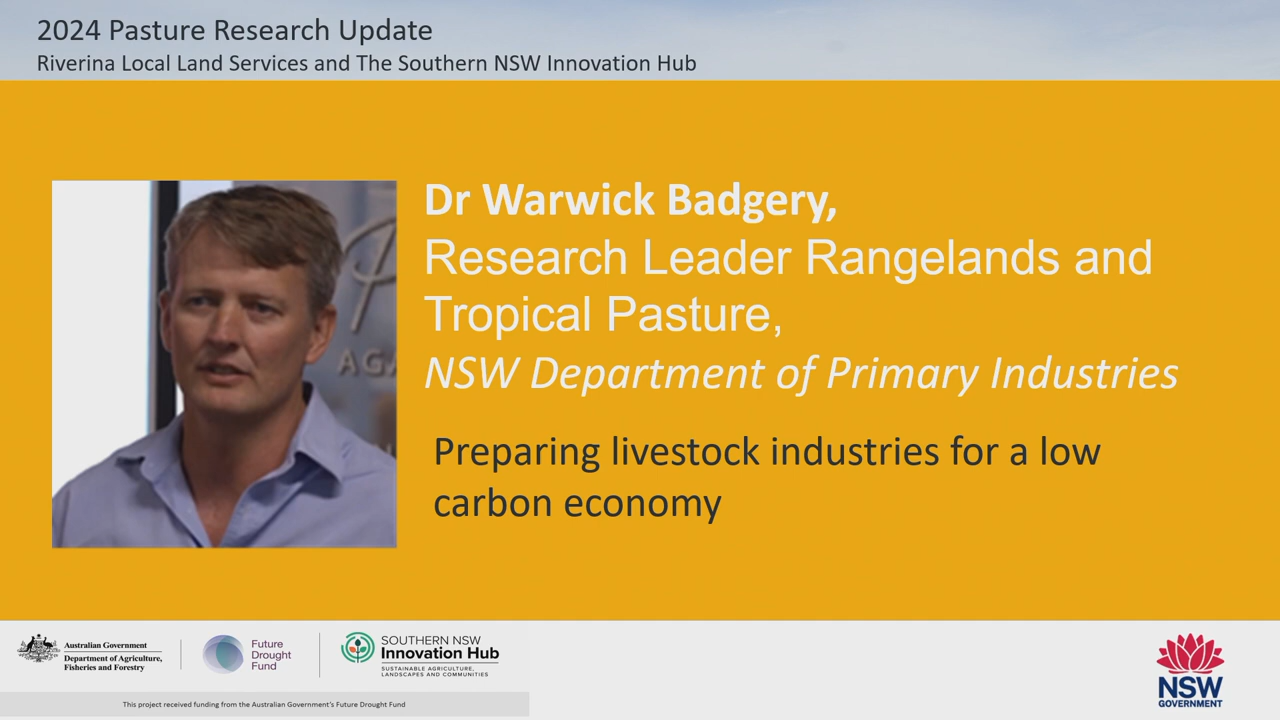 2024 Pasture Research Update
Riverina Local Land Services and The Southern NSW Innovation Hub
Dr Warwick Badgery,
Research Leader Rangelands and
Tropical Pasture,
NSW Department of Primary Industries
Preparing livestock industries for a low
carbon economy
AGA
Australian Government
Department of Agriculture,
Fisheries and Forestry
Future
Drought
Fund
SOUTHERN NSW
Innovation Hub
SUSTAINABLE AGRICULTURE,
LANDSCAPES AND COMMUNITIES
This project received funding from the Australian Government's Future Drought Fund
NSW
GOVERNMENT